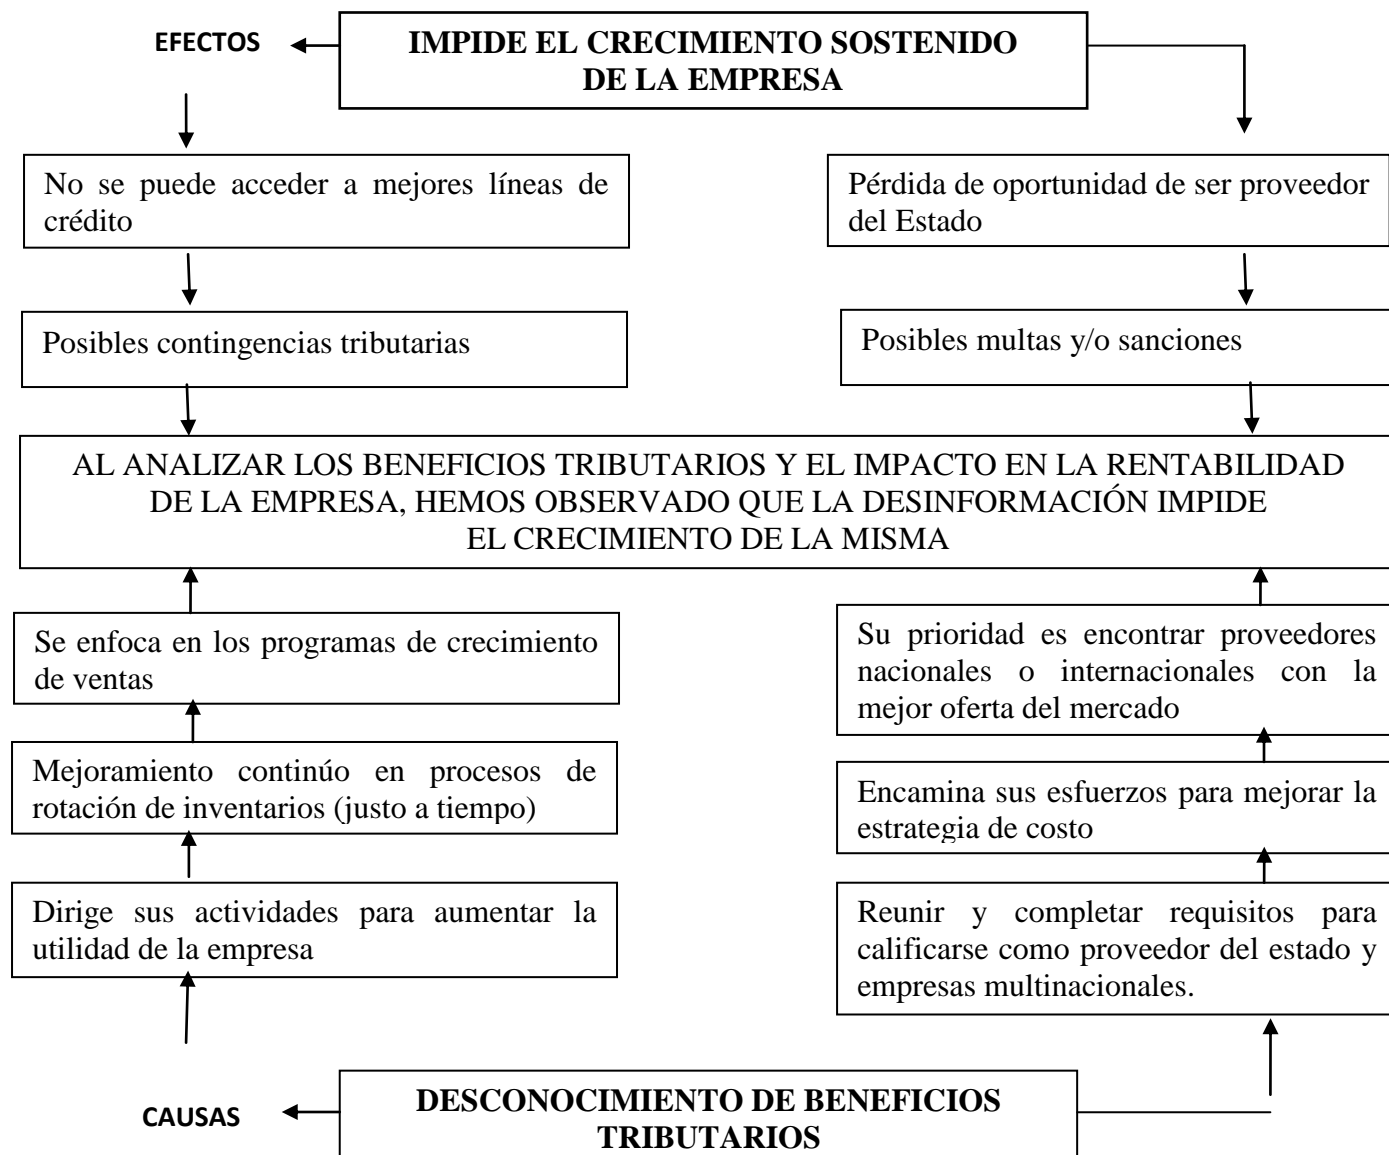 EFECTOS
IMPIDE EL CRECIMIENTO SOSTENIDO
DE LA EMPRESA
No se puede acceder a mejores líneas de
crédito
Pérdida de oportunidad de ser proveedor
del Estado
Posibles contingencias tributarias
Posibles multas y/o sanciones
AL ANALIZAR LOS BENEFICIOS TRIBUTARIOS Y EL IMPACTO EN LA RENTABILIDAD
DE LA EMPRESA, HEMOS OBSERVADO QUE LA DESINFORMACIÓN IMPIDE
EL CRECIMIENTO DE LA MISMA
Se enfoca en los programas de crecimiento
de ventas
Su prioridad es encontrar proveedores
nacionales o internacionales con la
mejor oferta del mercado
Mejoramiento continúo en procesos de
rotación de inventarios (justo a tiempo)
Encamina sus esfuerzos para mejorar la
estrategia de costo
Dirige sus actividades para aumentar la
utilidad de la empresa
Reunir y completar requisitos para
calificarse como proveedor del estado y
empresas multinacionales.
CAUSAS
DESCONOCIMIENTO DE BENEFICIOS
TRIBUTARIOS